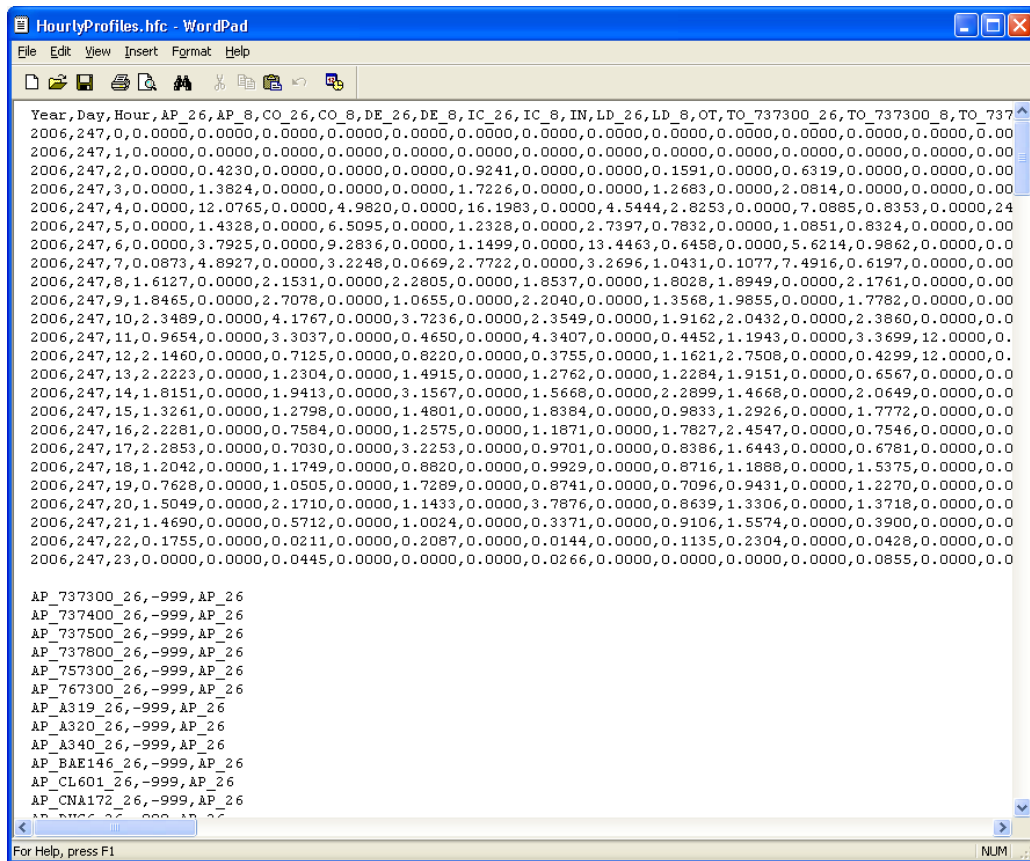 HourlyProfiles.hfc - WordPad
File Edit View Insert Format Help
Year,Day,Hour,AP_26,AP_8,CO_26,CO_8,DE_26,DE_8,IC_26,IC_8,IN,LD_26,LD_8,OT,TO_737300_26,TO_737300_8,TO_737
2006,247,0,0.0000,0.0000,0.0000,0.0000,0.0000,0.0000,0.0000,0.0000,0.0000,0.0000,0.0000,0.0000,0.0000,0.00
2006,247,1,0.0000,0.0000,0.0000,0.0000,0.0000,0.0000,0.0000,0.0000,0.0000,0.0000,0.0000,0.0000,0.0000,0.00
2006,247,2,0.0000,0.4230,0.0000,0.0000,0.0000,0.9241,0.0000,0.0000,0.1591,0.0000,0.6319,0.0000,0.0000,0.00
2006,247,3,0.0000,1.3824,0.0000,0.0000,0.0000,1.7226,0.0000,0.0000,1.2683,0.0000,2.0814,0.0000,0.0000,0.00
2006,247,4,0.0000,12.0765,0.0000,4.9820,0.0000,16.1983,0.0000,4.5444,2.8253,0.0000,7.0885,0.8353,0.0000,24
2006,247,5,0.0000,1.4328,0.0000,6.5095,0.0000,1.2328,0.0000,2.7397,0.7832,0.0000,1.0851,0.8324,0.0000,0.00
2006,247,6,0.0000,3.7925,0.0000,9.2836,0.0000,1.1499,0.0000,13.4463,0.6458,0.0000,5.6214,0.9862,0.0000,0.0
2006,247,7,0.0873,4.8927,0.0000,3.2248,0.0669,2.7722,0.0000,3.2696,1.0431,0.1077,7.4916,0.6197,0.0000,0.00
2006,247,8,1.6127,0.0000,2.1531,0.0000,2.2805,0.0000,1.8537,0.0000,1.8028,1.8949,0.0000,2.1761,0.0000,0.00
2006,247,9,1.8465,0.0000,2.7078,0.0000,1.0655,0.0000,2.2040,0.0000,1.3568,1.9855,0.0000,1.7782,0.0000,0.00
2006,247,10,2.3489,0.0000,4.1767,0.0000,3.7236,0.0000,2.3549,0.0000,1.9162,2.0432,0.0000,2.3860,0.0000,0.0
2006,247,11,0.9654,0.0000,3.3037,0.0000,0.4650,0.0000,4.3407,0.0000,0.4452,1.1943,0.0000,3.3699,12.0000,0.
2006,247,12,2.1460,0.0000,0.7125,0.0000,0.8220,0.0000,0.3755,0.0000,1.1621,2.7508,0.0000,0.4299,12.0000,0.
2006,247,13,2.2223,0.0000,1.2304,0.0000,1.4915,0.0000,1.2762,0.0000,1.2284,1.9151,0.0000,0.6567,0.0000,0.0
2006,247,14,1.8151,0.0000,1.9413,0.0000,3.1567,0.0000,1.5668,0.0000,2.2899,1.4668,0.0000,2.0649,0.0000,0.0
2006,247,15,1.3261,0.0000,1.2798,0.0000,1.4801,0.0000,1.8384,0.0000,0.9833,1.2926,0.0000,1.7772,0.0000,0.0
2006,247,16,2.2281,0.0000,0.7584,0.0000,1.2575,0.0000,1.1871,0.0000,1.7827,2.4547,0.0000,0.7546,0.0000,0.0
2006,247,17,2.2853,0.0000,0.7030,0.0000,3.2253,0.0000,0.9701,0.0000,0.8386,1.6443,0.0000,0.6781,0.0000,0.0
2006,247,18,1.2042,0.0000,1.1749,0.0000,0.8820,0.0000,0.9929,0.0000,0.8716,1.1888,0.0000,1.5375,0.0000,0.0
2006,247,19,0.7628,0.0000,1.0505,0.0000,1.7289,0.0000,0.8741,0.0000,0.7096,0.9431,0.0000,1.2270,0.0000,0.0
2006,247,20,1.5049,0.0000,2.1710,0.0000,1.1433,0.0000,3.7876,0.0000,0.8639,1.3306,0.0000,1.3718,0.0000,0.0
2006,247,21,1.4690,0.0000,0.5712,0.0000,1.0024,0.0000,0.3371,0.0000,0.9106,1.5574,0.0000,0.3900,0.0000,0.0
2006,247,22,0.1755,0.0000,0.0211,0.0000,0.2087,0.0000,0.0144,0.0000,0.1135,0.2304,0.0000,0.0428,0.0000,0.0
2006,247,23,0.0000,0.0000,0.0445,0.0000,0.0000,0.0000,0.0266,0.0000,0.0000,0.0000,0.0000,0.0855,0.0000,0.0
AP_737300_26,-999,AP_26
AP_737400_26,-999,AP_26
AP_737500_26,-999,AP_26
AP_737800_26,-999,AP_26
AP_757300_26,-999,AP_26
AP_767300_26,-999,AP_26
AP_A319_26,-999,AP_26
AP_A320_26,-999,AP_26
AP_A340_26,-999,AP_26
AP_BAE146_26,-999,AP_26
AP_CL601_26,-999,AP_26
AP_CNA172_26,-999,AP_26
For Help, press F1
NUM